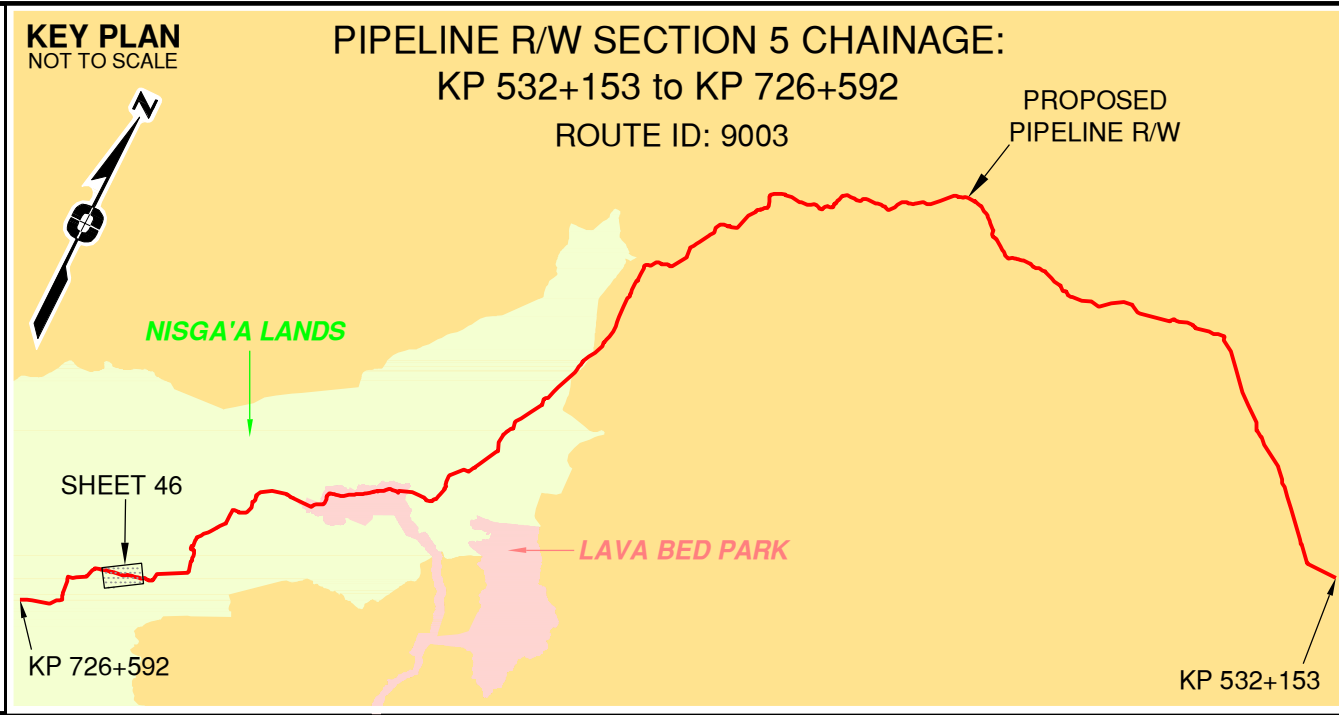 KEY PLAN
NOT TO SCALE
PIPELINE R/W SECTION 5 CHAINAGE:
KP 532+153 to KP 726+592
ROUTE ID: 9003
PROPOSED
PIPELINE R/W
N
NISGA'A LANDS
SHEET 46
LAVA BED PARK
KP 726+592
KP 532+153